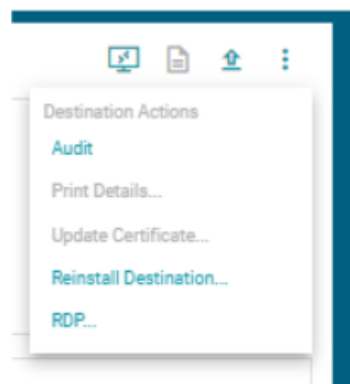 Destination Actions
Audit
Print Details...
Update Certificate...
Reinstall Destination...
RDP...